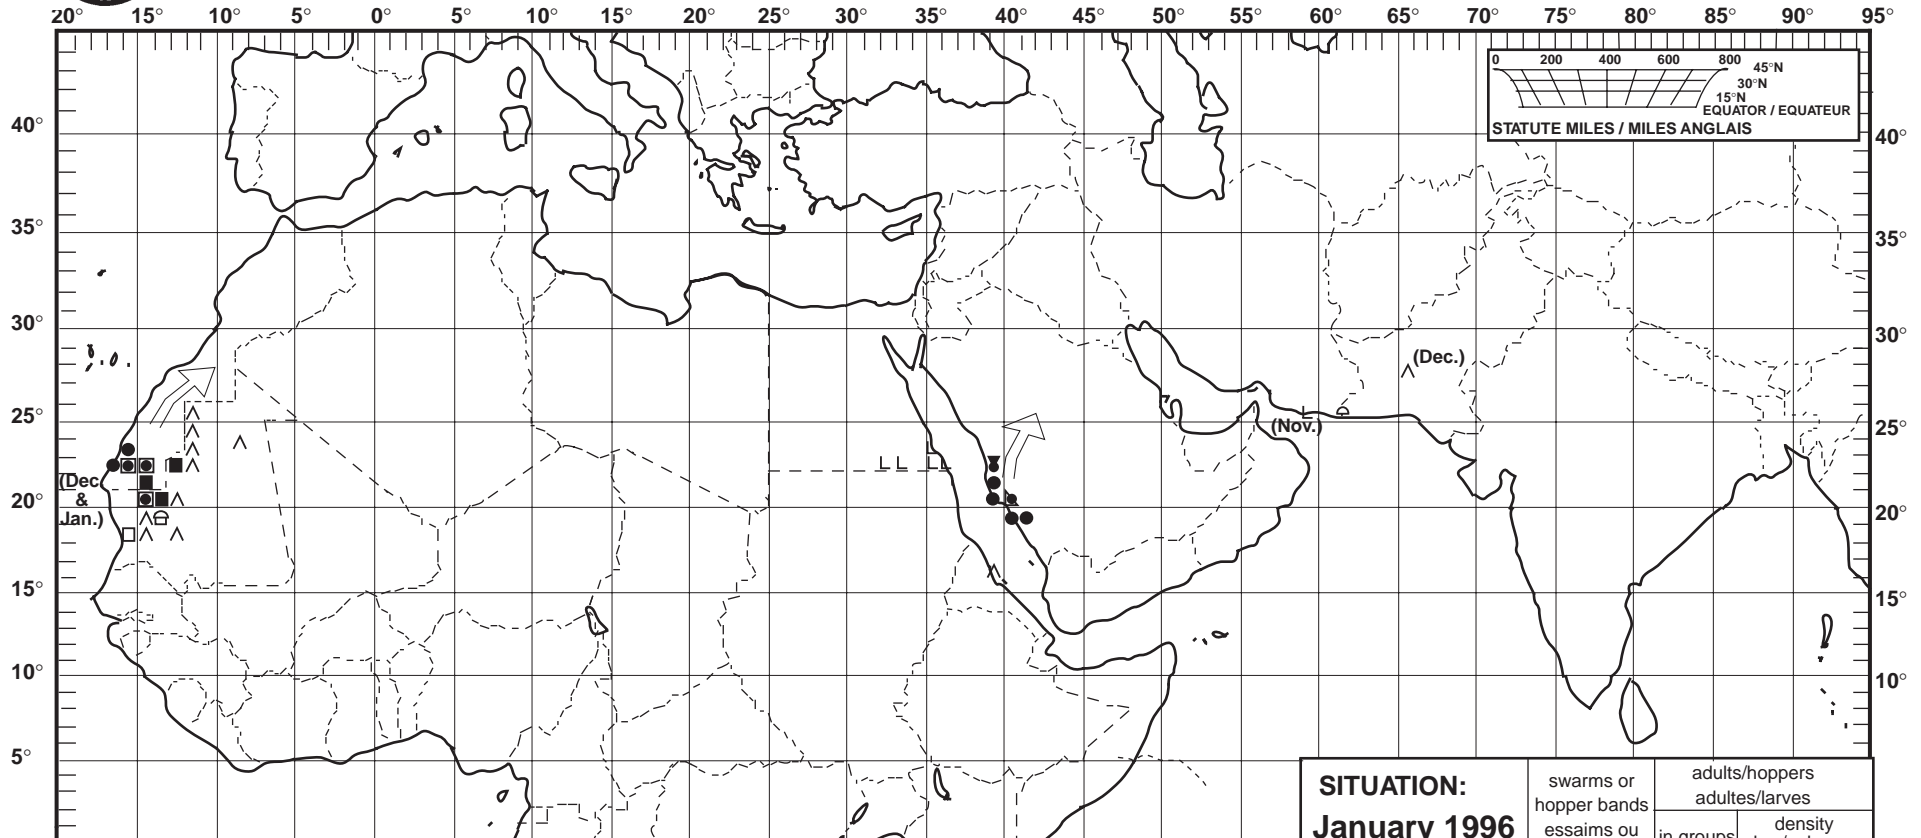 20° 15° 10° 5° 0° 5° 10° 15° 20° 25° 30° 35° 40° 45° 50° 55° 60° 65° 70° 75° 80° 85° 90° 95°
0 200 400 600 800
45°N
30°N
15°N
EQUATOR / EQUATEUR
STATUTE MILES / MILES ANGLAIS
40° 40°
35° 35°
30° 30°
(Dec.)
25° 25°
(Nov.)
L
L L L L
(Dec.
&
Jan.)
20° 20°
15° 15°
10° 10°
5°
SITUATION:
January 1996
swarms or
hopper bands
essaims ou
adults/hoppers
adultes/larves
in groups
density